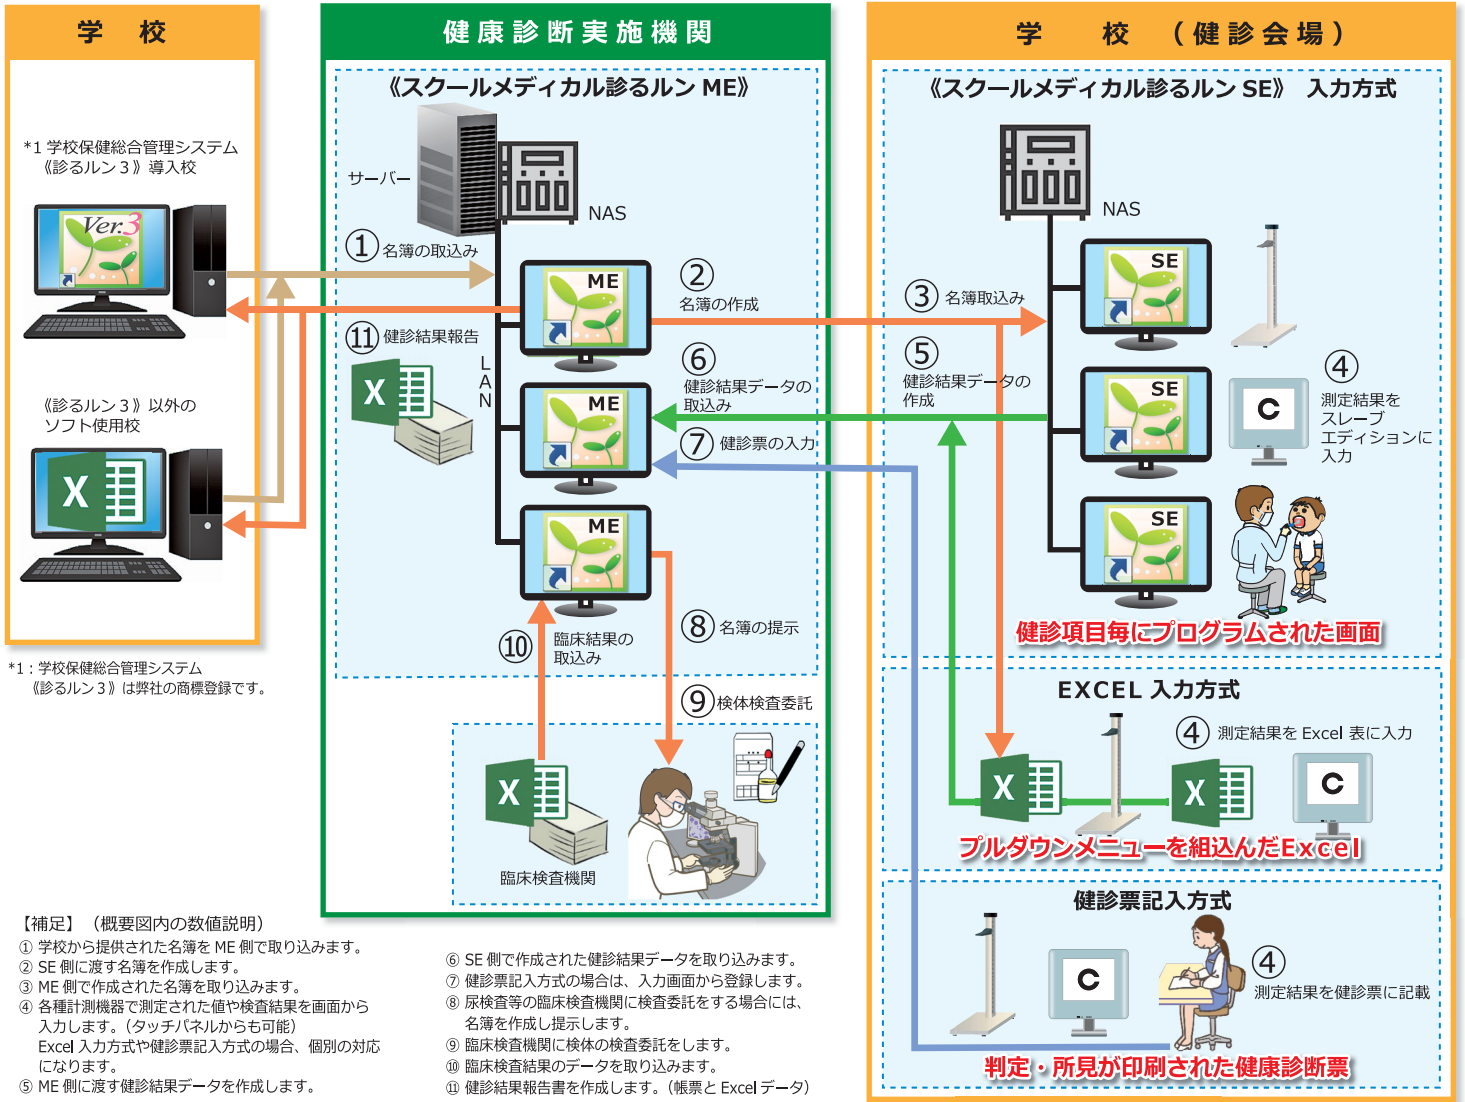 学　校
*1 学校保健総合管理システム
《診るルン３》導入校
Ver.3
《診るルン３》以外の
ソフト使用校
X
*1：学校保健総合管理システム
《診るルン３》は弊社の商標登録です。
健康診断実施機関
《スクールメディカル診るルン ME》
サーバー
NAS
① 名簿の取込み
ME
② 名簿の作成
⑪ 健診結果報告
X
LAN
⑥ 健診結果データの
取込み
ME
⑦ 健診票の入力
ME
⑧ 名簿の提示
⑩ 臨床結果の
取込み
⑨ 検体検査委託
X
臨床検査機関
学　校　（健診会場）
《スクールメディカル診るルン SE》 入力方式
NAS
SE
③ 名簿取込み
⑤ 健診結果データの
作成
SE
C
④ 測定結果を
スレーブ
エディションに
入力
SE
健診項目毎にプログラムされた画面
EXCEL 入力方式
④ 測定結果を Excel 表に入力
X
X
C
プルダウンメニューを組込んだExcel
健診票記入方式
C
④ 測定結果を健診票に記載
判定・所見が印刷された健康診断票
【補足】（概要図内の数値説明）
① 学校から提供された名簿を ME 側で取り込みます。
② SE 側に渡す名簿を作成します。
③ ME 側で作成された名簿を取り込みます。
④ 各種計測機器で測定された値や検査結果を画面から
入力します。（タッチパネルからも可能）
Excel 入力方式や健診票記入方式の場合、個別の対応
になります。
⑤ ME 側に渡す健診結果データを作成します。
⑥ SE 側で作成された健診結果データを取り込みます。
⑦ 健診票記入方式の場合は、入力画面から登録します。
⑧ 尿検査等の臨床検査機関に検査委託をする場合には、
名簿を作成し提示します。
⑨ 臨床検査機関に検体の検査委託をします。
⑩ 臨床検査結果のデータを取り込みます。
⑪ 健診結果報告書を作成します。（帳票と Excel データ）